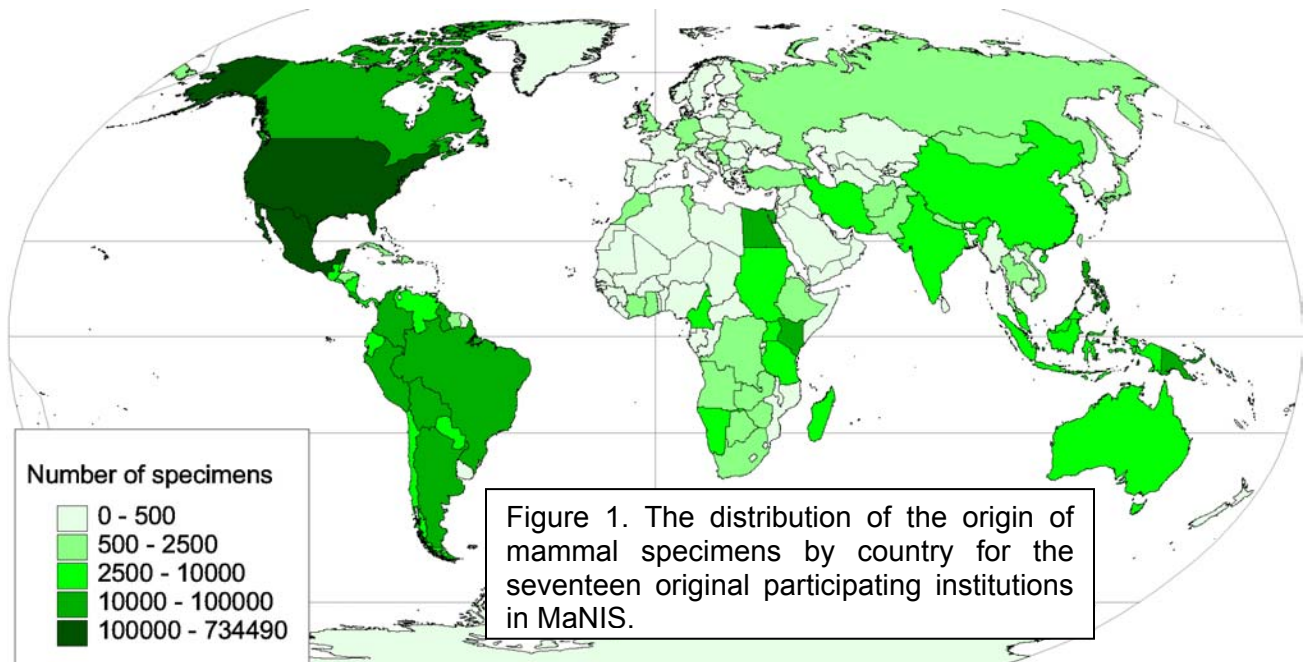 Number of specimens
0 - 500
500 - 2500
2500 - 10000
10000 - 100000
100000 - 734490
Figure 1. The distribution of the origin of
mammal specimens by country for the
seventeen original participating institutions
in MaNIS.